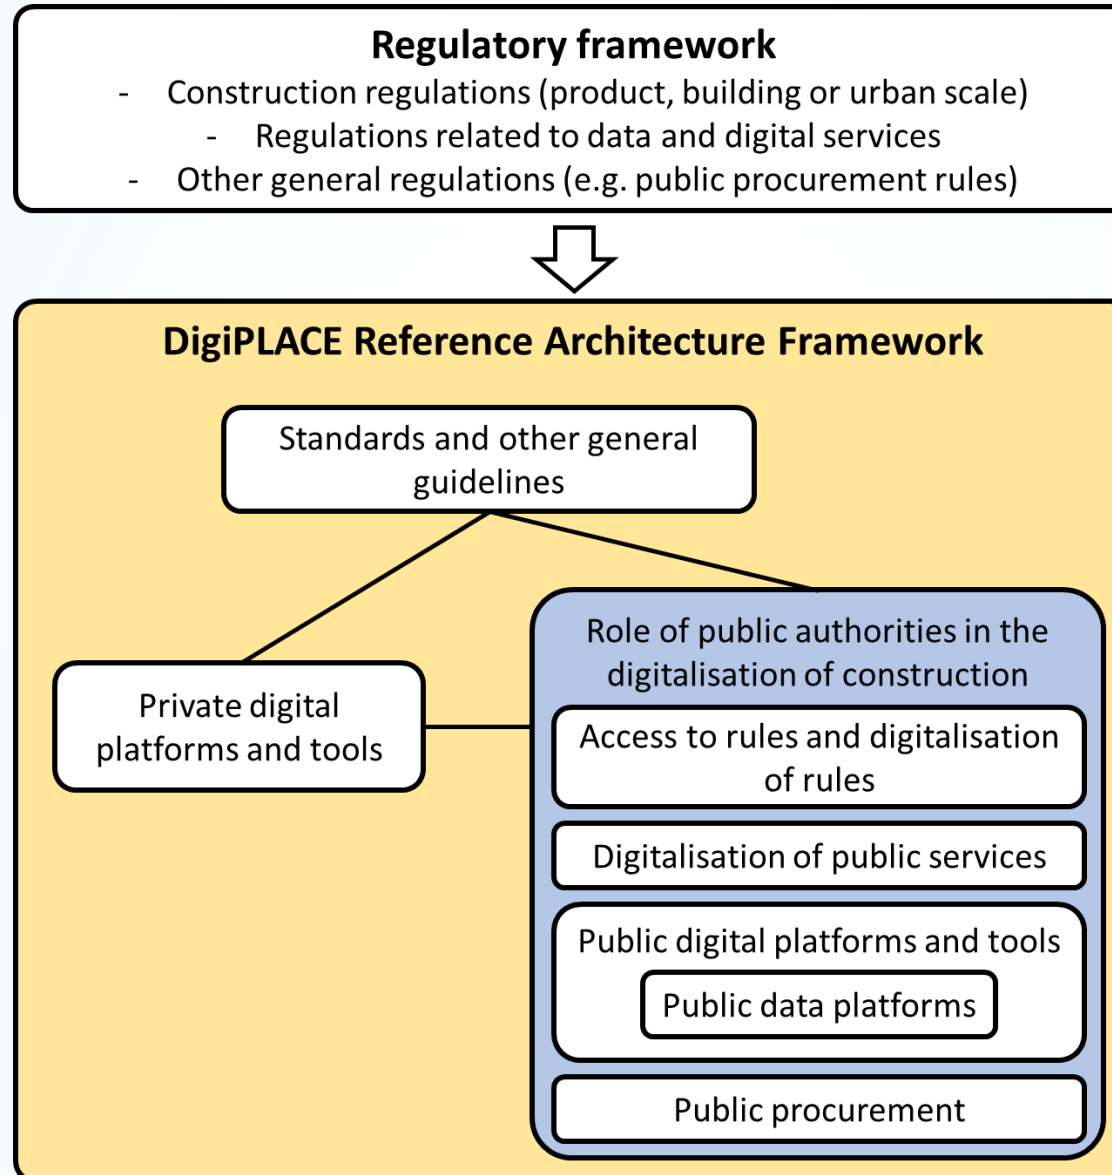 Regulatory framework
- Construction regulations (product, building or urban scale)
- Regulations related to data and digital services
- Other general regulations (e.g. public procurement rules)
DigiPLACE Reference Architecture Framework
Standards and other general
guidelines
Private digital
platforms and tools
Role of public authorities in the
digitalisation of construction
Access to rules and digitalisation
of rules
Digitalisation of public services
Public digital platforms and tools
Public data platforms
Public procurement